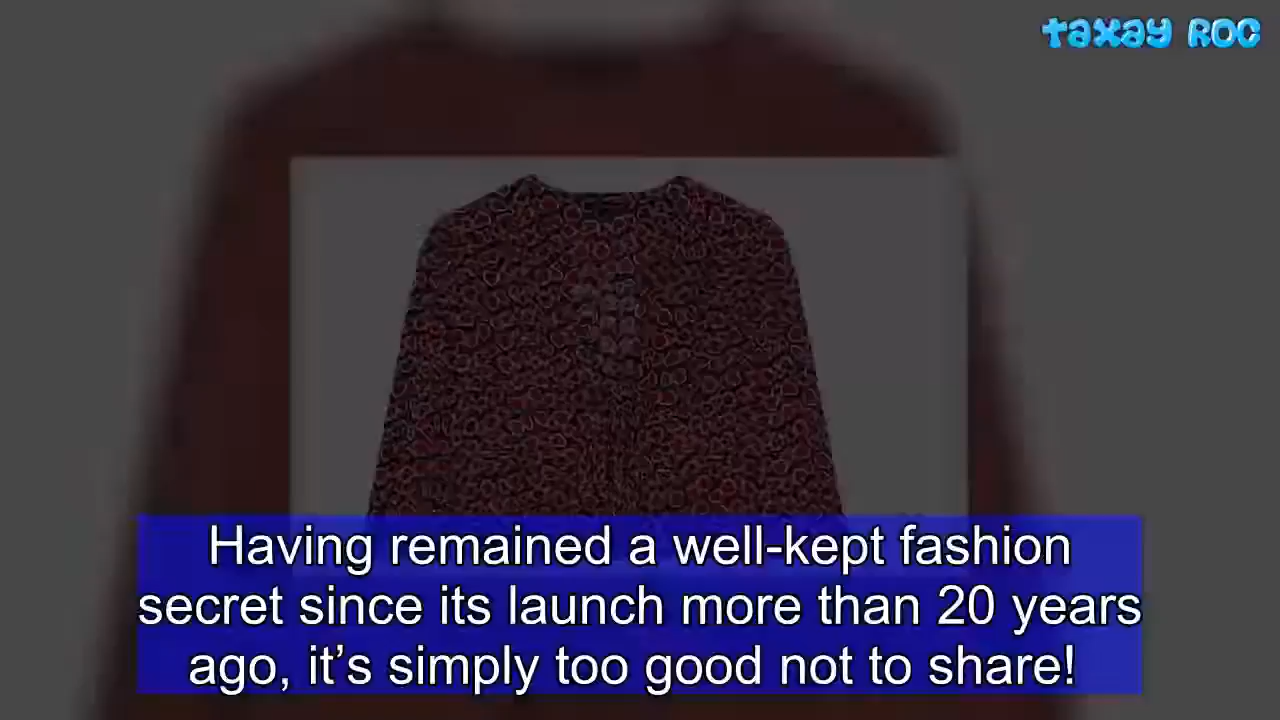 TAXAY ROC
Having remained a well-kept fashion
secret since its launch more than 20 years
ago, it’s simply too good not to share!